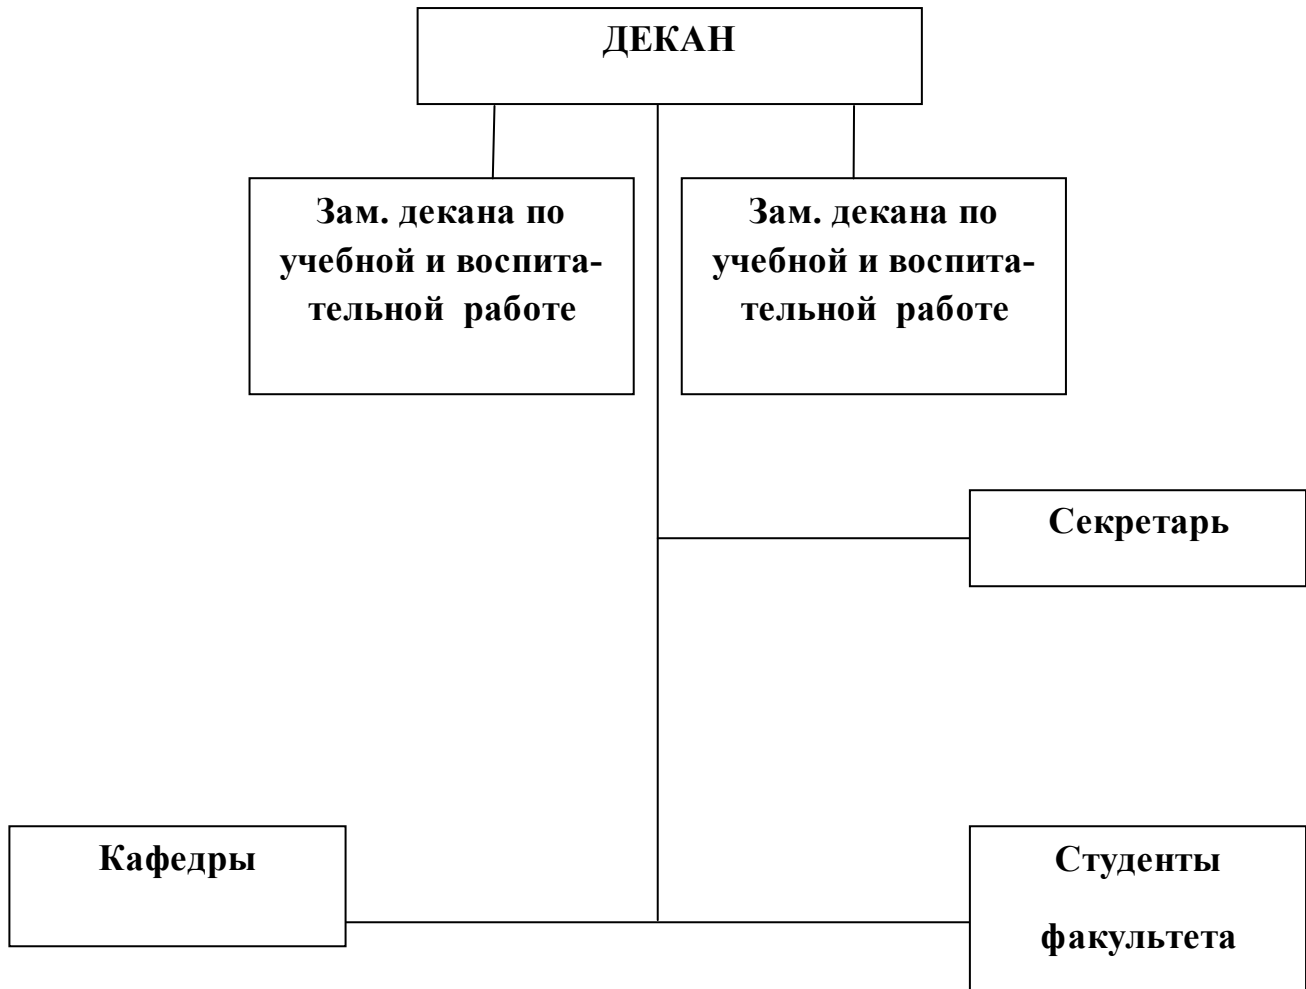 ДЕКАН
Зам. декана по
учебной и воспита-
тельной работе
Зам. декана по
учебной и воспита-
тельной работе
Секретарь
Кафедры
Студенты
факультета